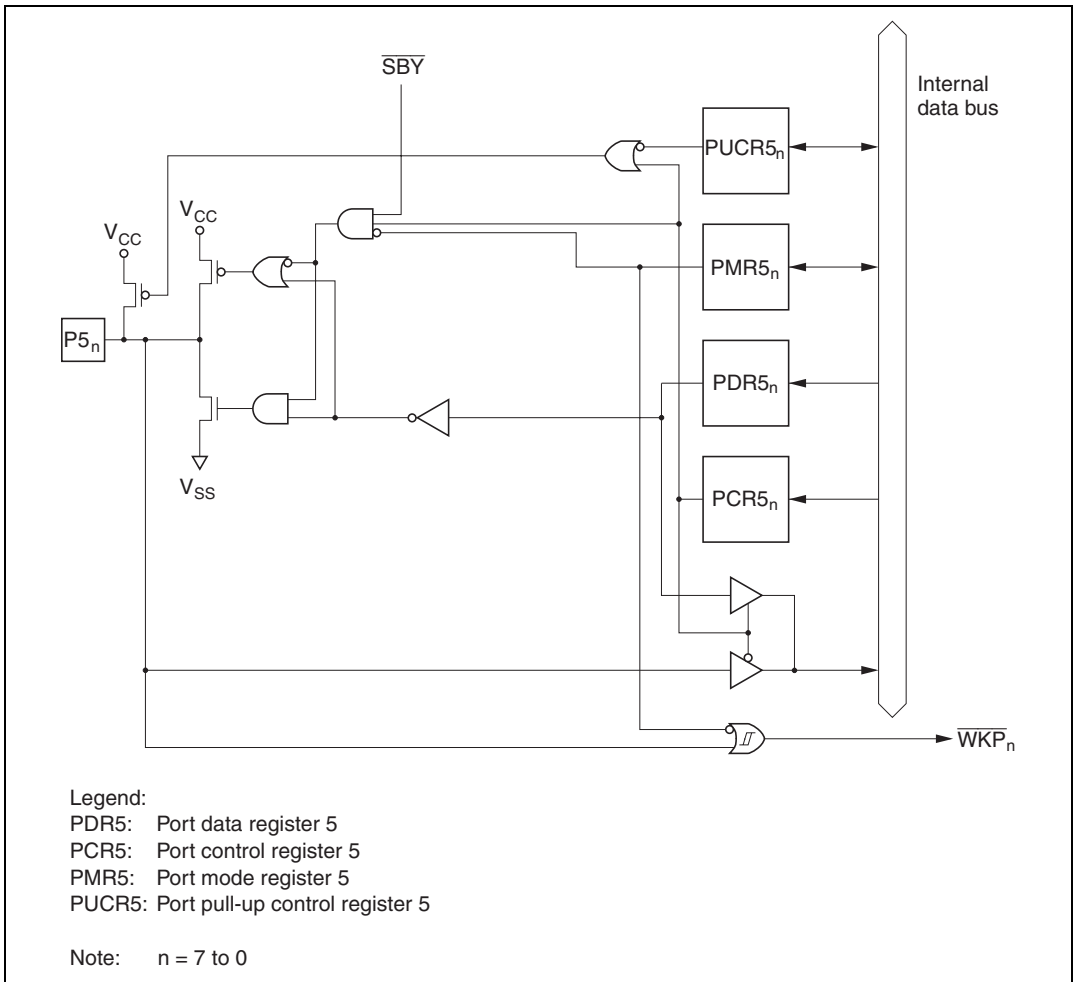 S̅B̅Y̅
Internal
data bus
PUCR5n
VCC
VCC
PMR5n
P5n
PDR5n
VSS
PCR5n
W̅K̅P̅n
Legend:
PDR5: Port data register 5
PCR5: Port control register 5
PMR5: Port mode register 5
PUCR5: Port pull-up control register 5
Note: n = 7 to 0